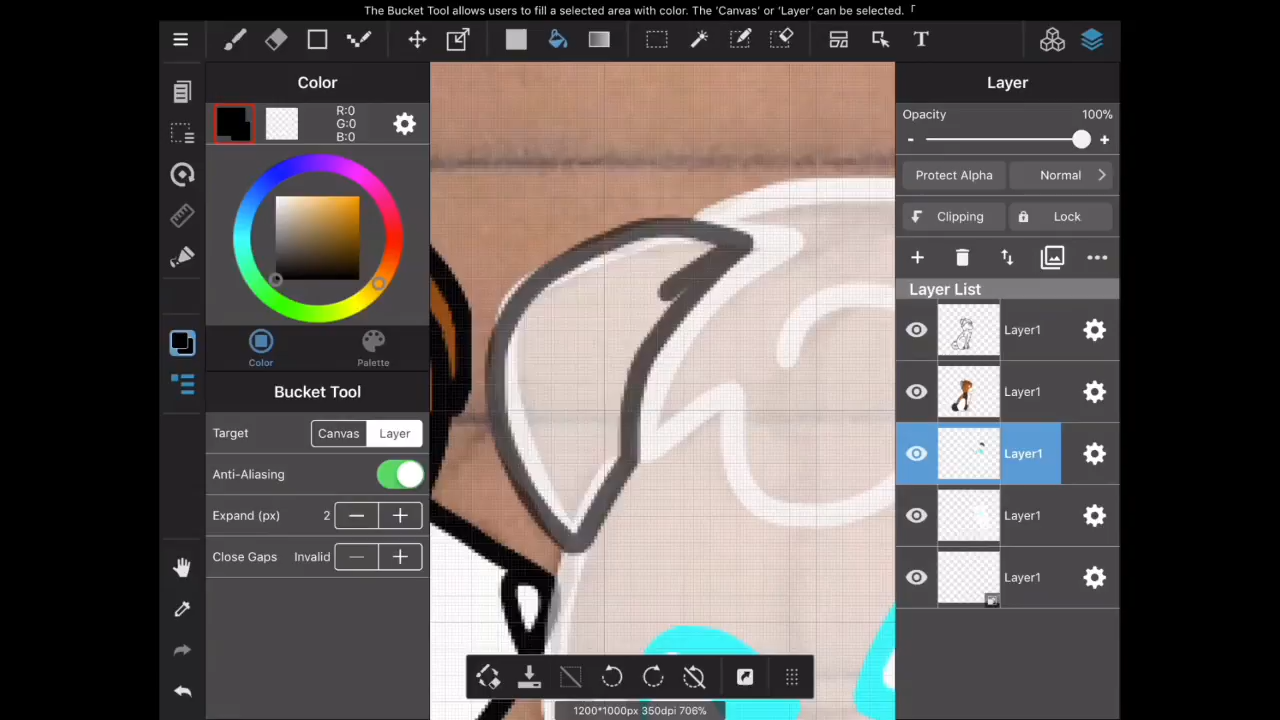 The Bucket Tool allows users to fill a selected area with color. The 'Canvas' or 'Layer' can be selected. 「
T
Color
R:0
G:0
B:0
Color
Palette
Bucket Tool
Target Canvas Layer
Anti-Aliasing
Expand (px) 2 − +
Close Gaps Invalid − +
Layer
Opacity 100%
- +
Protect Alpha Normal
Clipping Lock
Layer List
Layer1
Layer1
Layer1
Layer1
Layer1
1200*1000px 350dpi 706%